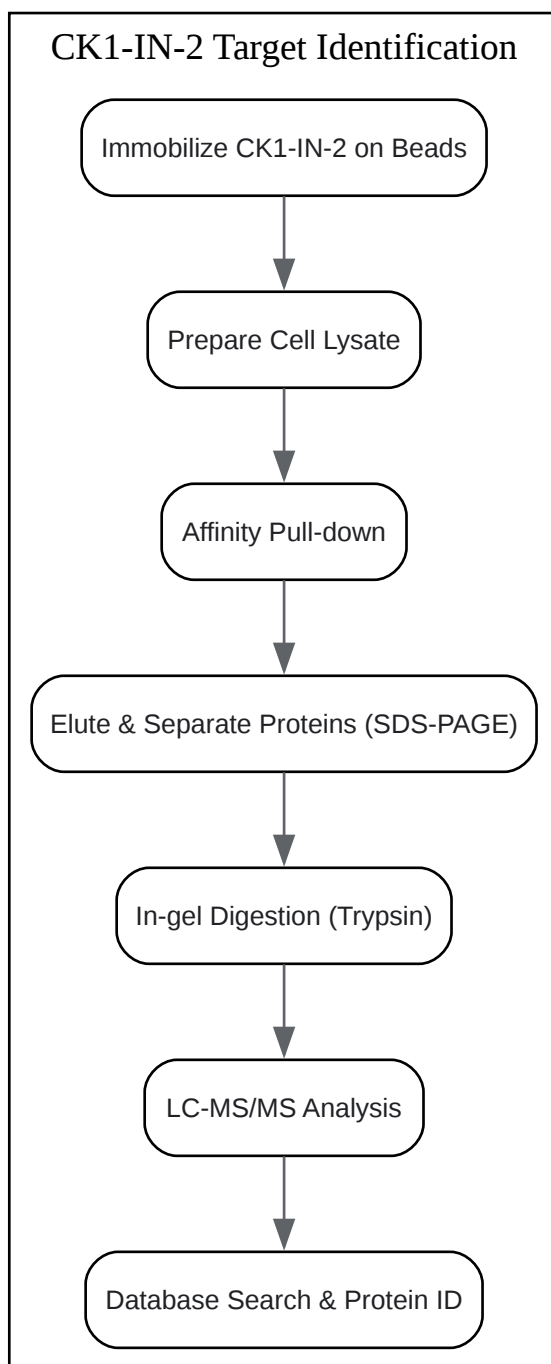 CK1-IN-2 Target Identification
Immobilize CK1-IN-2 on Beads
Prepare Cell Lysate
Affinity Pull-down
Elute & Separate Proteins (SDS-PAGE)
In-gel Digestion (Trypsin)
LC-MS/MS Analysis
Database Search & Protein ID